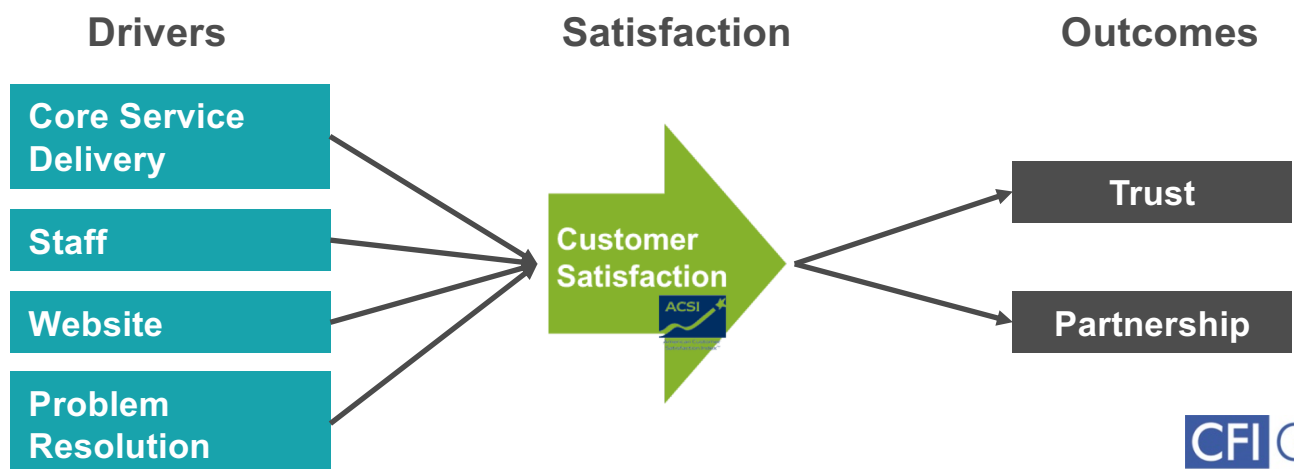 Drivers
Satisfaction
Outcomes
Core Service
Delivery
Staff
Website
Problem
Resolution
Customer
Satisfaction
ACSI
Trust
Partnership
CFI